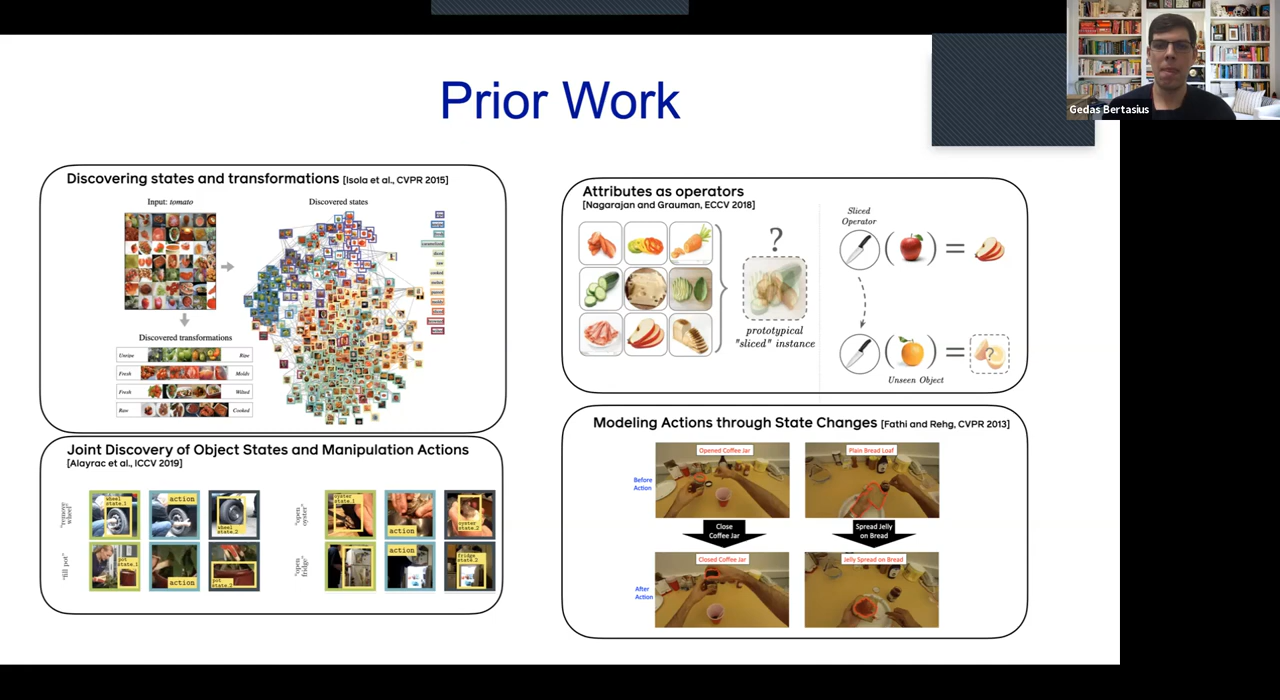 Gedas Bertasius
Prior Work
Discovering states and transformations [Isola et al., CVPR 2015]
Input: tomato
Discovered states
Discovered transformations
Unripe Ripe
Fresh Molds
Fresh Wilted
Raw Cooked
Joint Discovery of Object States and Manipulation Actions
[Alayrac et al., ICCV 2019]
"remove wheel"
wheel state.1
action
wheel state.2
"open oyster"
oyster state.1
action
oyster state.2
"fill pot"
pot state.1
action
pot state.2
"open fridge"
action
fridge state.2
Attributes as operators
[Nagarajan and Grauman, ECCV 2018]
?
prototypical
"sliced" instance
Sliced
Operator
( ) =
( ) =
?
Unseen Object
Modeling Actions through State Changes [Fathi and Rehg, CVPR 2013]
Before
Action
Opened Coffee Jar
Plain Bread Loaf
Close
Coffee Jar
Spread Jelly
on Bread
After
Action
Closed Coffee Jar
Jelly Spread on Bread